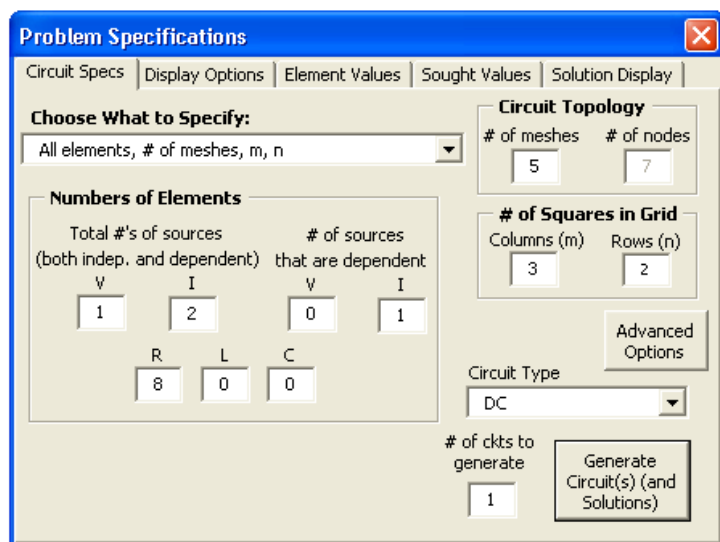 Problem Specifications
Circuit Specs Display Options Element Values Sought Values Solution Display
Choose What to Specify:
All elements, # of meshes, m, n
Circuit Topology
# of meshes # of nodes
5 7
Numbers of Elements
Total #'s of sources
(both indep. and dependent)
V I
1 2
# of sources
that are dependent
V I
0 1
R L C
8 0 0
# of Squares in Grid
Columns (m) Rows (n)
3 2
Advanced
Options
Circuit Type
DC
# of ckts to
generate
1
Generate
Circuit(s) (and
Solutions)